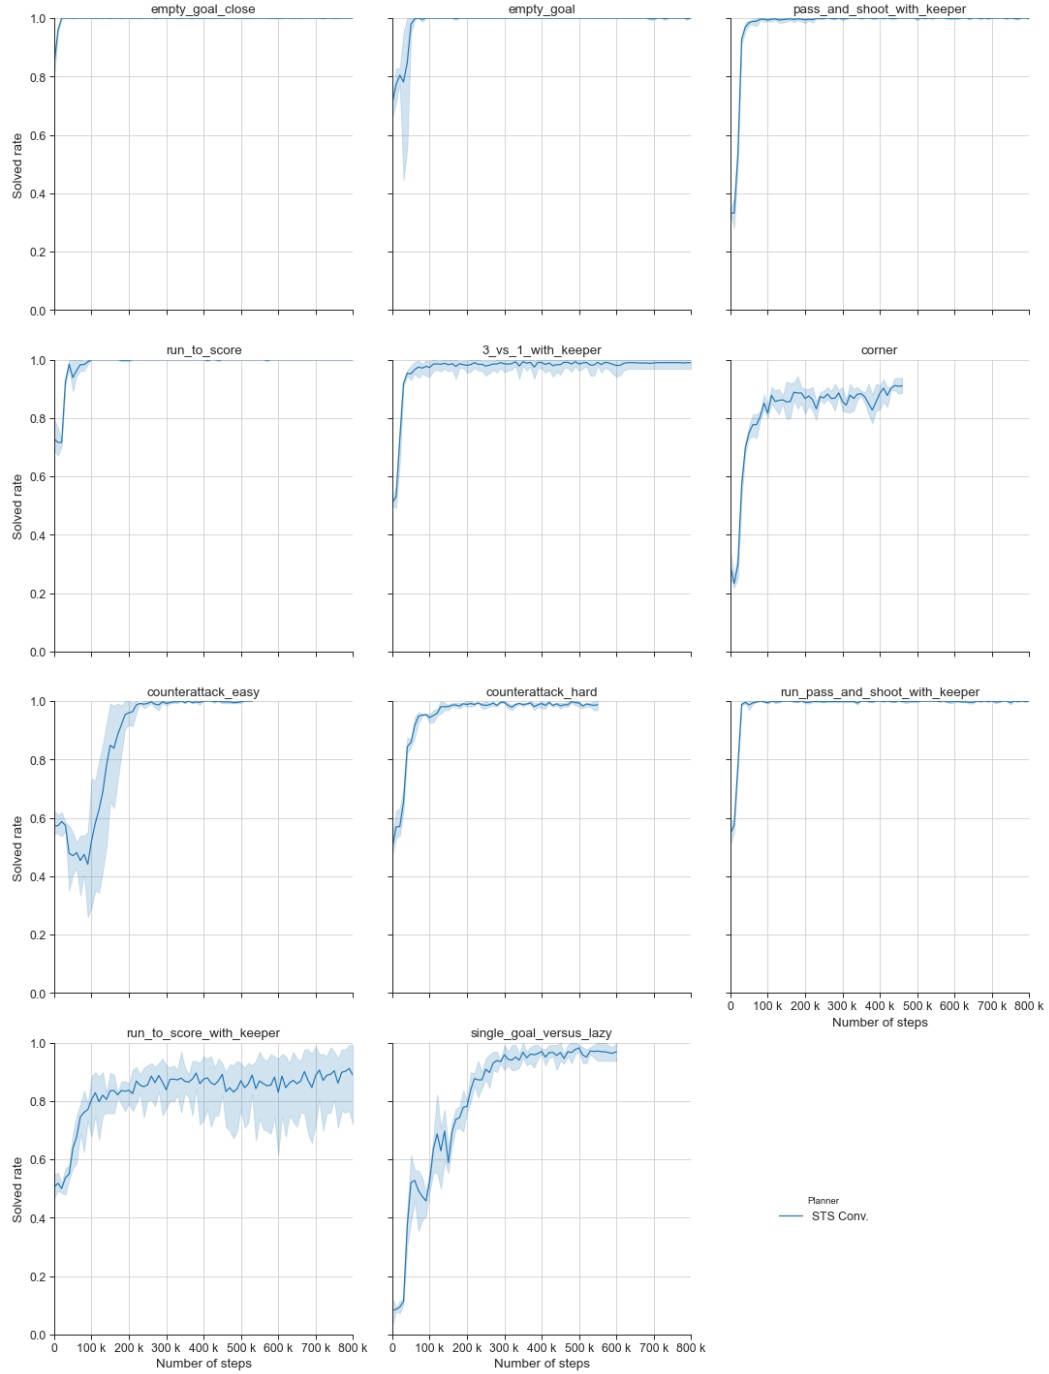 empty_goal_close
empty_goal
pass_and_shoot_with_keeper
1.0
0.8
0.6
0.4
0.2
0.0
Solved rate
run_to_score
3_vs_1_with_keeper
corner
1.0
0.8
0.6
0.4
0.2
0.0
Solved rate
counterattack_easy
counterattack_hard
run_pass_and_shoot_with_keeper
1.0
0.8
0.6
0.4
0.2
0.0
Solved rate
0 100 k 200 k 300 k 400 k 500 k 600 k 700 k 800 k
Number of steps
run_to_score_with_keeper
single_goal_versus_lazy
1.0
0.8
0.6
0.4
0.2
0.0
Solved rate
0 100 k 200 k 300 k 400 k 500 k 600 k 700 k 800 k
Number of steps
0 100 k 200 k 300 k 400 k 500 k 600 k 700 k 800 k
Number of steps
Planner
STS Conv.